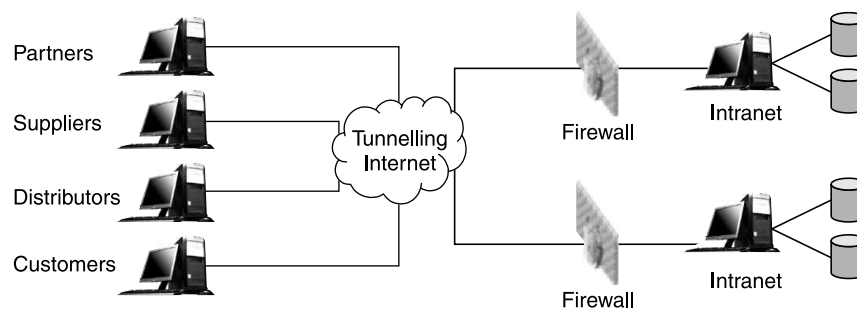 Partners
Suppliers
Distributors
Customers
Tunnelling
Internet
Firewall
Intranet
Firewall
Intranet